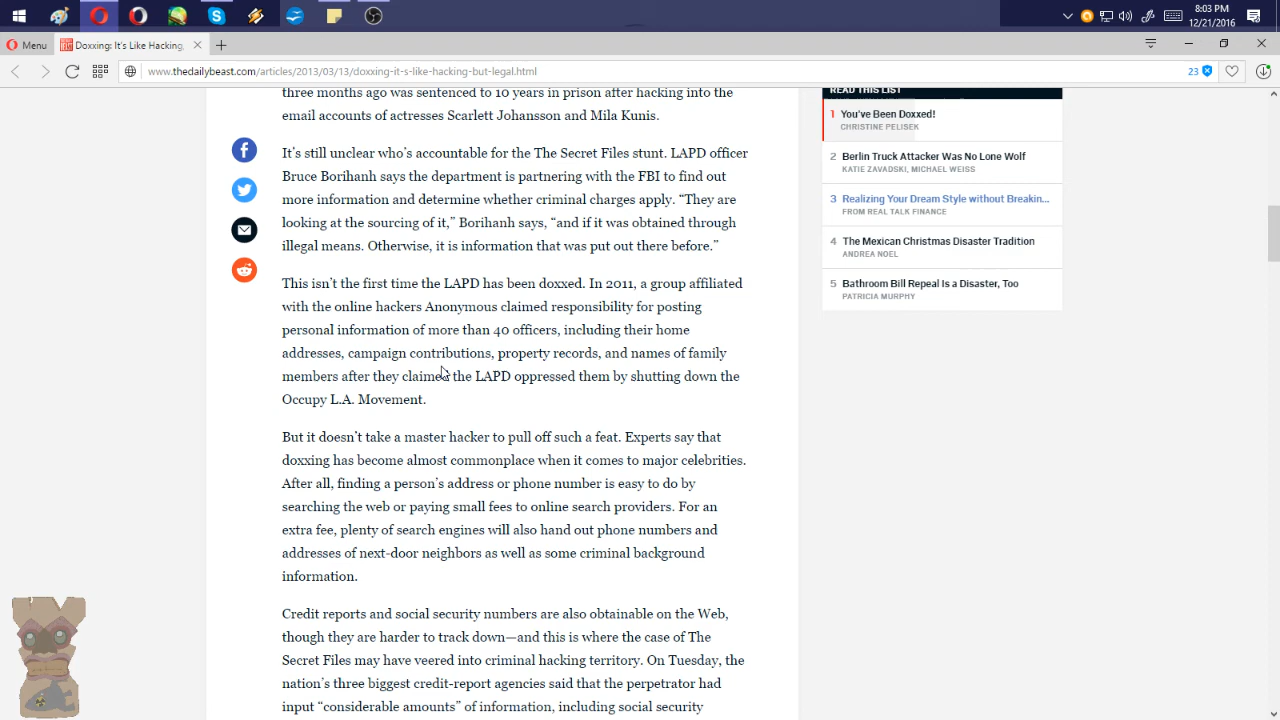 8:03 PM
12/21/2016
Menu
Doxxing: It's Like Hacking,
www.thedailybeast.com/articles/2013/03/13/doxxing-it-s-like-hacking-but-legal.html
23
three months ago was sentenced to 10 years in prison after hacking into the
email accounts of actresses Scarlett Johansson and Mila Kunis.
It’s still unclear who’s accountable for the The Secret Files stunt. LAPD officer
Bruce Borihanh says the department is partnering with the FBI to find out
more information and determine whether criminal charges apply. “They are
looking at the sourcing of it,” Borihanh says, “and if it was obtained through
illegal means. Otherwise, it is information that was put out there before.”
This isn’t the first time the LAPD has been doxxed. In 2011, a group affiliated
with the online hackers Anonymous claimed responsibility for posting
personal information of more than 40 officers, including their home
addresses, campaign contributions, property records, and names of family
members after they claimed the LAPD oppressed them by shutting down the
Occupy L.A. Movement.
But it doesn’t take a master hacker to pull off such a feat. Experts say that
doxxing has become almost commonplace when it comes to major celebrities.
After all, finding a person’s address or phone number is easy to do by
searching the web or paying small fees to online search providers. For an
extra fee, plenty of search engines will also hand out phone numbers and
addresses of next-door neighbors as well as some criminal background
information.
Credit reports and social security numbers are also obtainable on the Web,
though they are harder to track down—and this is where the case of The
Secret Files may have veered into criminal hacking territory. On Tuesday, the
nation’s three biggest credit-report agencies said that the perpetrator had
input “considerable amounts” of information, including social security
READ THIS LIST
1 You've Been Doxxed!
CHRISTINE PELISEK
2 Berlin Truck Attacker Was No Lone Wolf
KATIE ZAVADSKI, MICHAEL WEISS
3 Realizing Your Dream Style without Breakin...
FROM REAL TALK FINANCE
4 The Mexican Christmas Disaster Tradition
ANDREA NOEL
5 Bathroom Bill Repeal Is a Disaster, Too
PATRICIA MURPHY